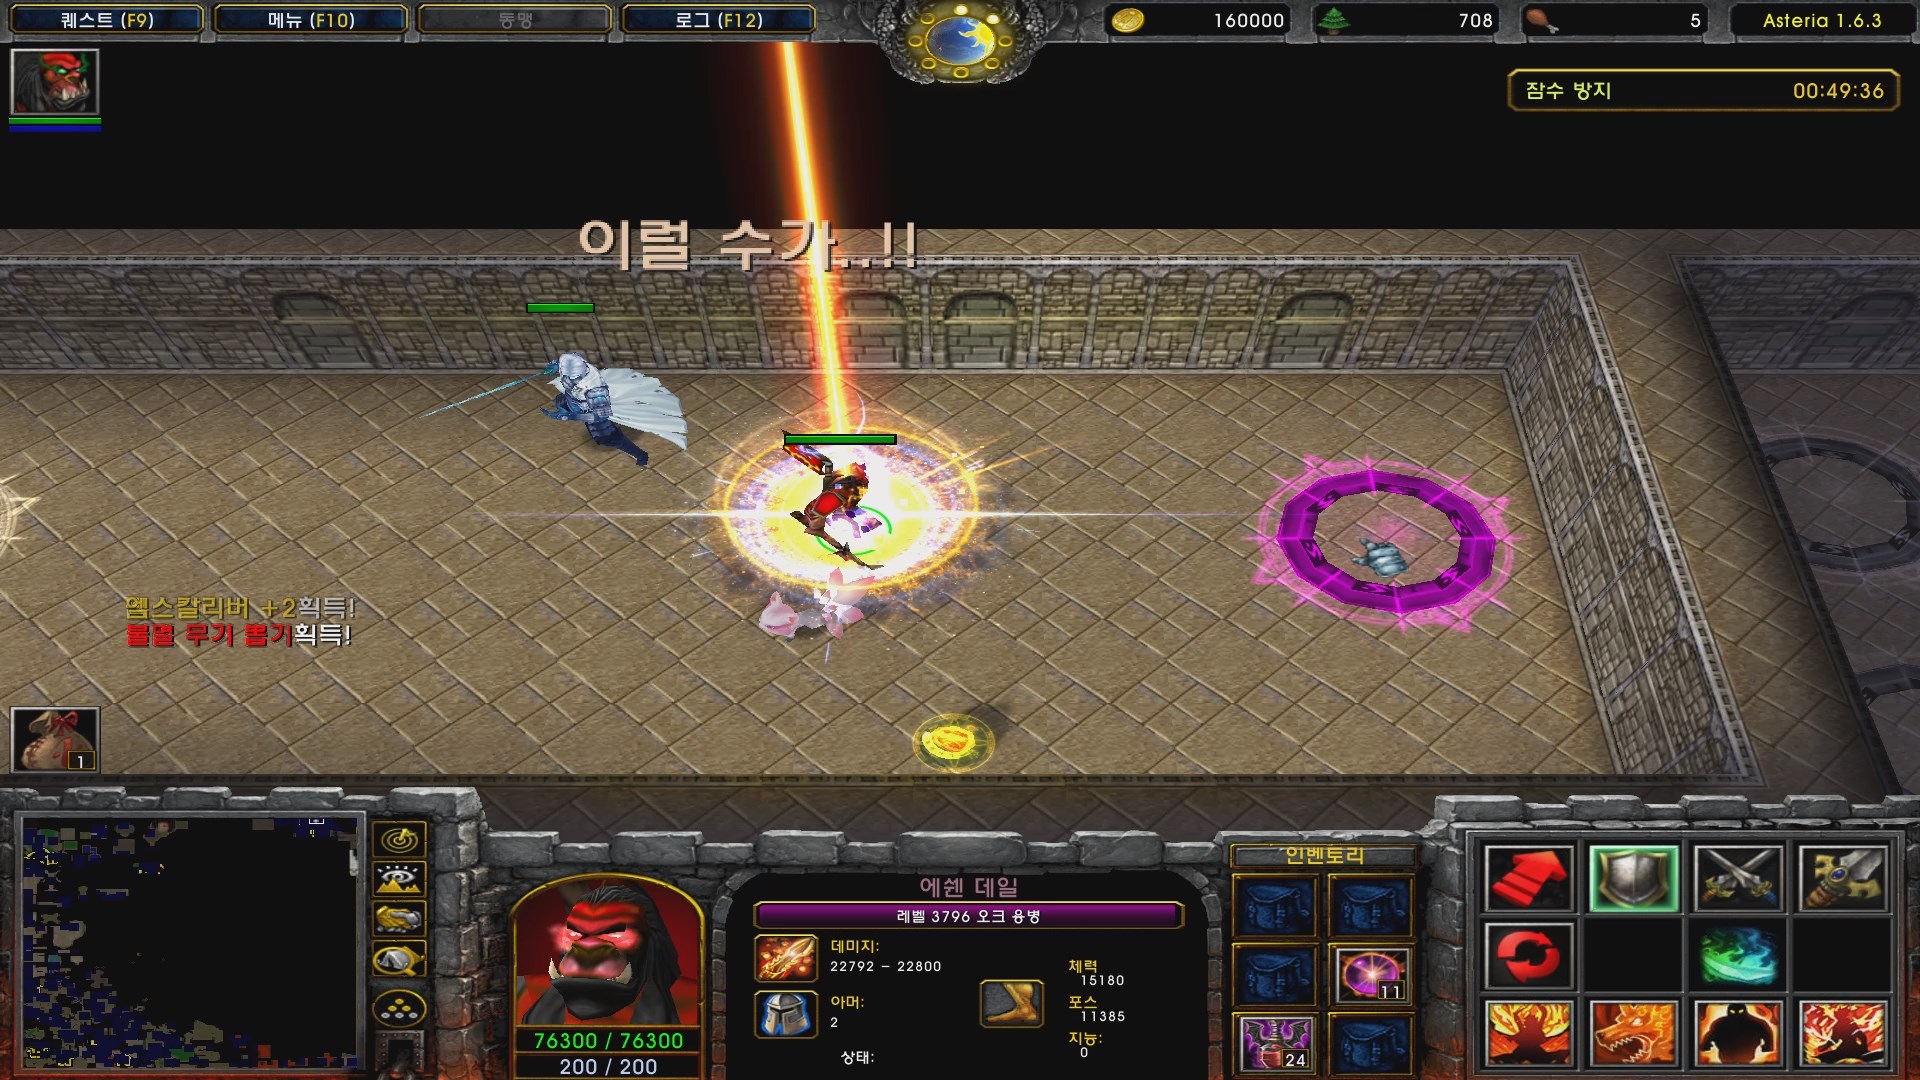 퀘스트 (F9)
메뉴 (F10)
동맹
로그 (F12)
160000
708
5
Asteria 1.6.3
잠수 방지 00:49:36
이럴 수가..!!
엑스칼리버 +2획득!
불멸 무기 뽑기획득!
1
에쉔 데일
레벨 3796 오크 용병
데미지:
22792 - 22800
아머:
2
상태:
체력
15180
포스
11385
지능:
0
76300 / 76300
200 / 200
인벤토리
11
24